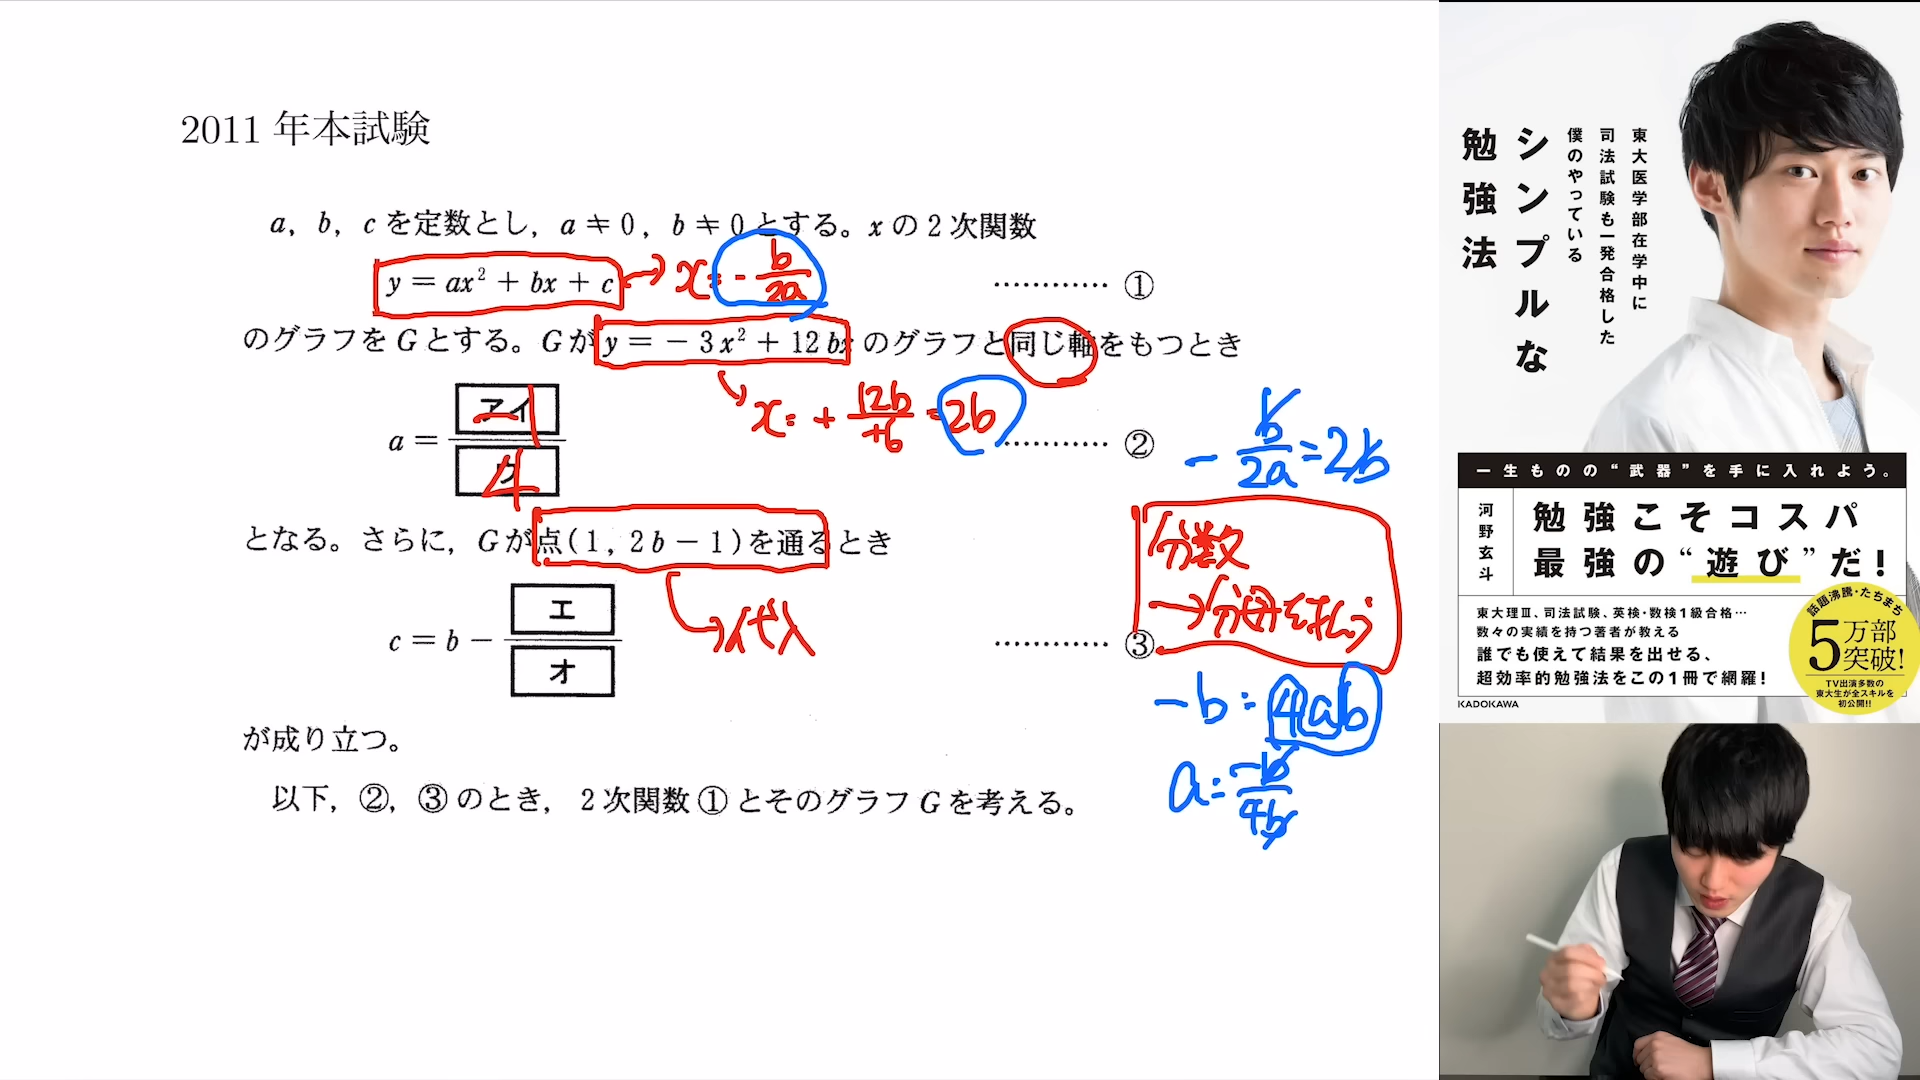 2011 年本試験
a, b, c を定数とし, a ≠ 0, b ≠ 0 とする。x の 2 次関数
y = ax² + bx + c → x = - b/2a ………… ①
のグラフを G とする。G が y = − 3x² + 12bx のグラフと同じ軸をもつとき
x = + 12b/+6 = 2b
a = アイ/ウ ………… ②
-1
4
- b/2a = 2b
となる。さらに, G が点(1, 2b − 1)を通るとき
→代入
c = b − エ/オ ………… ③
分数
→分母をはらう
-b = 4ab
a = -b/4b
が成り立つ。
以下, ②, ③ のとき, 2 次関数 ① とそのグラフ G を考える。
東大医学部在学中に
司法試験も一発合格した
僕のやっている
シンプルな
勉強法
一生ものの“武器”を手に入れよう。
河野玄斗
勉強こそコスパ
最強の“遊び”だ!
東大理Ⅲ、司法試験、英検・数検1級合格…
数々の実績を持つ著者が教える
誰でも使えて結果を出せる、
超効率的勉強法をこの1冊で網羅!
話題沸騰・たちまち
5万部
突破!
TV出演多数の
東大生が全スキルを
初公開!!
KADOKAWA